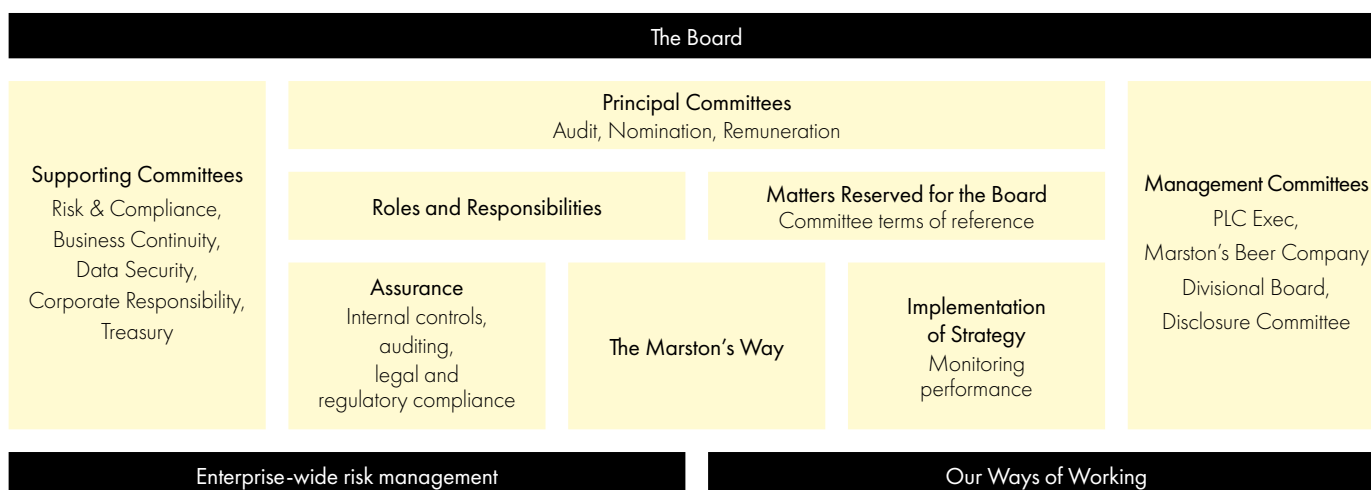 The Board
Supporting Committees
Risk & Compliance,
Business Continuity,
Data Security,
Corporate Responsibility,
Treasury
Principal Committees
Audit, Nomination, Remuneration
Roles and Responsibilities
Matters Reserved for the Board
Committee terms of reference
Assurance
Internal controls,
auditing,
legal and
regulatory compliance
The Marston’s Way
Implementation
of Strategy
Monitoring
performance
Management Committees
PLC Exec,
Marston’s Beer Company
Divisional Board,
Disclosure Committee
Enterprise-wide risk management
Our Ways of Working